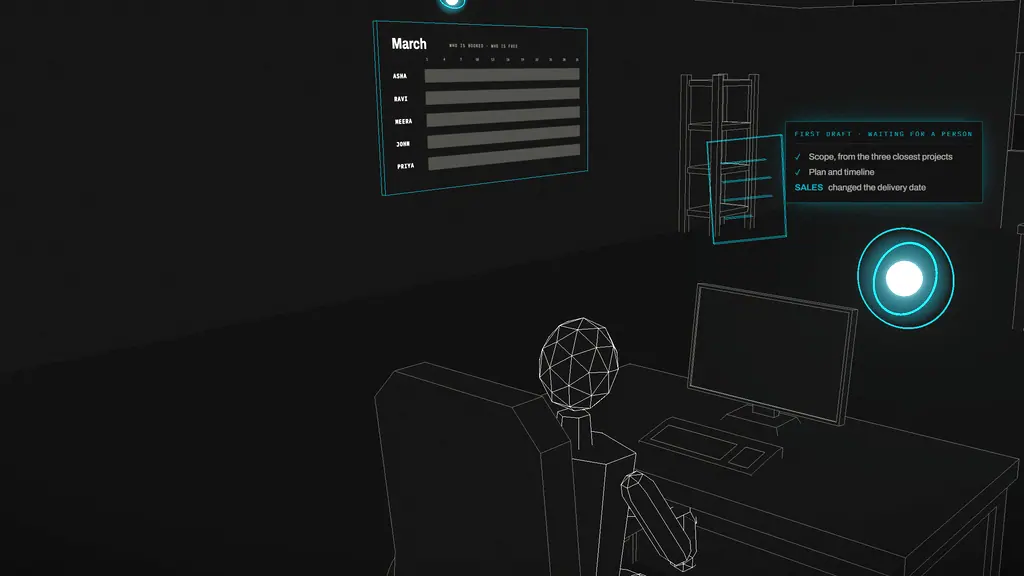 March
WHO IS BOOKED · WHO IS FREE
ASHA
RAVI
MEERA
JOHN
PRIYA
FIRST DRAFT · WAITING FOR A PERSON
✓ Scope, from the three closest projects
✓ Plan and timeline
SALES changed the delivery date